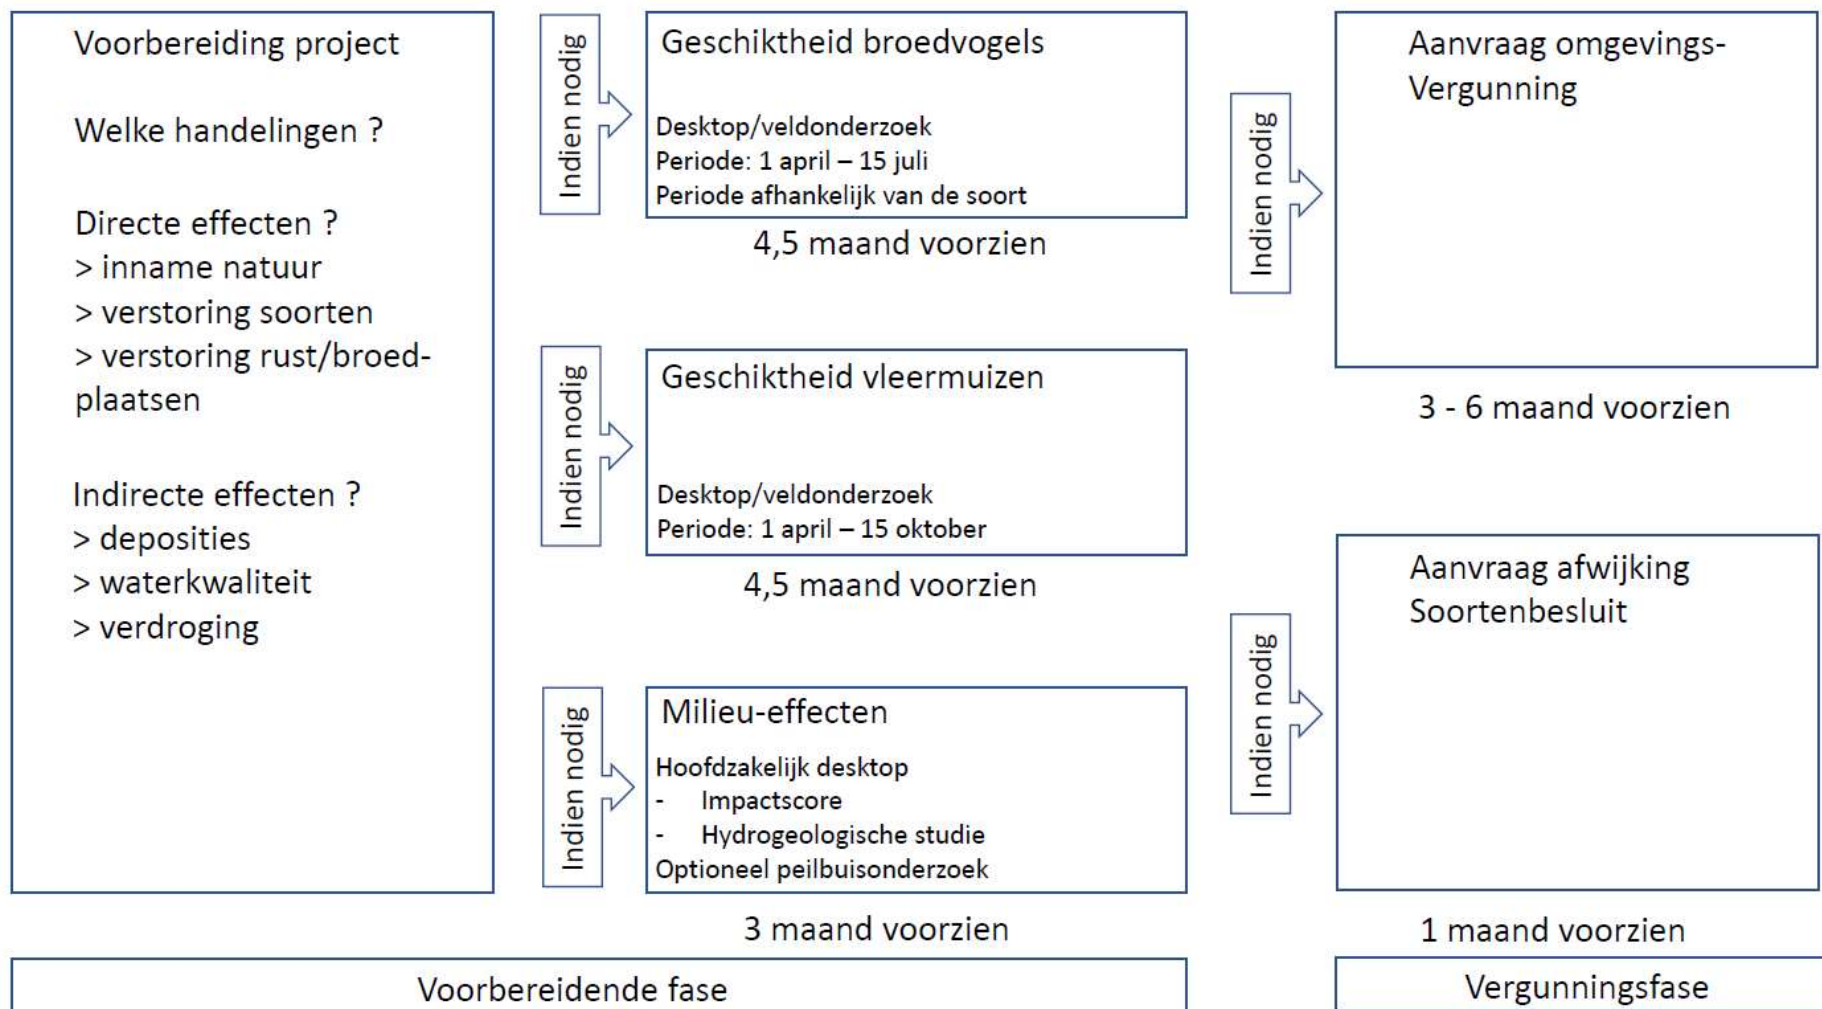 Voorbereiding project
Welke handelingen ?
Directe effecten ?
> inname natuur
> verstoring soorten
> verstoring rust/broed-
plaatsen
Indirecte effecten ?
> deposities
> waterkwaliteit
> verdroging
Indien nodig
Geschiktheid broedvogels
Desktop/veldonderzoek
Periode: 1 april – 15 juli
Periode afhankelijk van de soort
4,5 maand voorzien
Indien nodig
Geschiktheid vleermuizen
Desktop/veldonderzoek
Periode: 1 april – 15 oktober
4,5 maand voorzien
Indien nodig
Milieu-effecten
Hoofdzakelijk desktop
- Impactscore
- Hydrogeologische studie
Optioneel peilbuisonderzoek
3 maand voorzien
Indien nodig
Aanvraag omgevings-
Vergunning
3 - 6 maand voorzien
Indien nodig
Aanvraag afwijking
Soortenbesluit
1 maand voorzien
Voorbereidende fase
Vergunningsfase